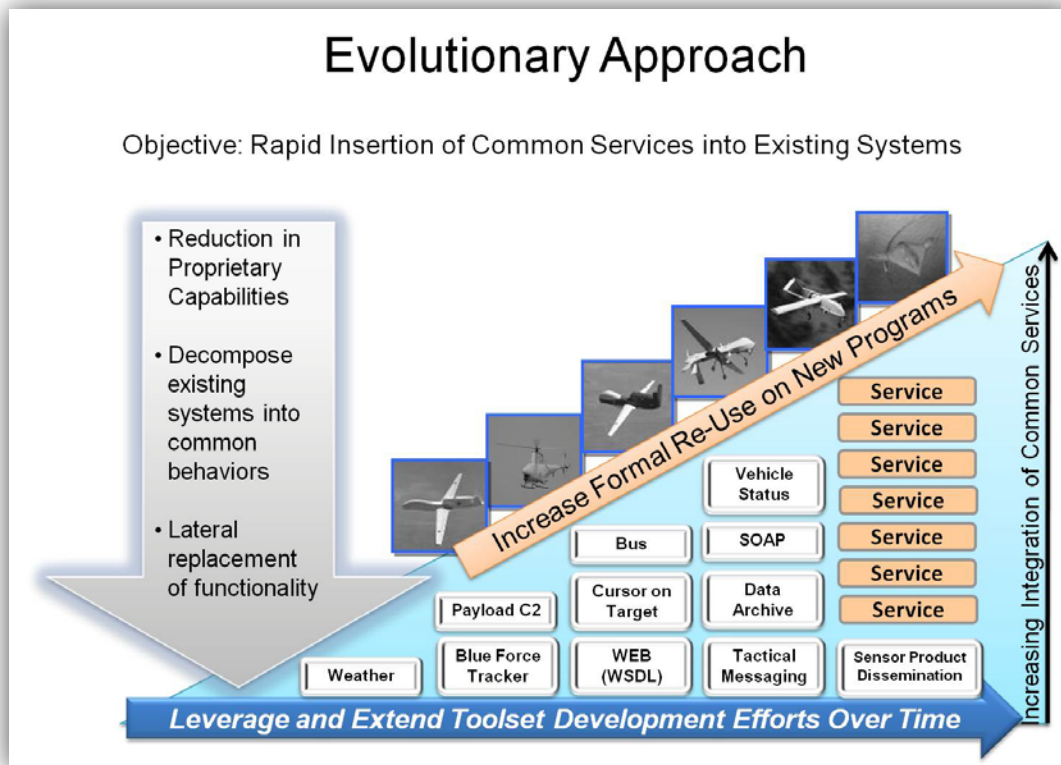 Evolutionary Approach
Objective: Rapid Insertion of Common Services into Existing Systems
• Reduction in
Proprietary
Capabilities
• Decompose
existing
systems into
common
behaviors
• Lateral
replacement
of functionality
Increase Formal Re-Use on New Programs
Weather
Payload C2
Blue Force
Tracker
Bus
Cursor on
Target
WEB
(WSDL)
Vehicle
Status
SOAP
Data
Archive
Tactical
Messaging
Service
Service
Service
Service
Service
Service
Service
Sensor Product
Dissemination
Increasing Integration of Common Services
Leverage and Extend Toolset Development Efforts Over Time